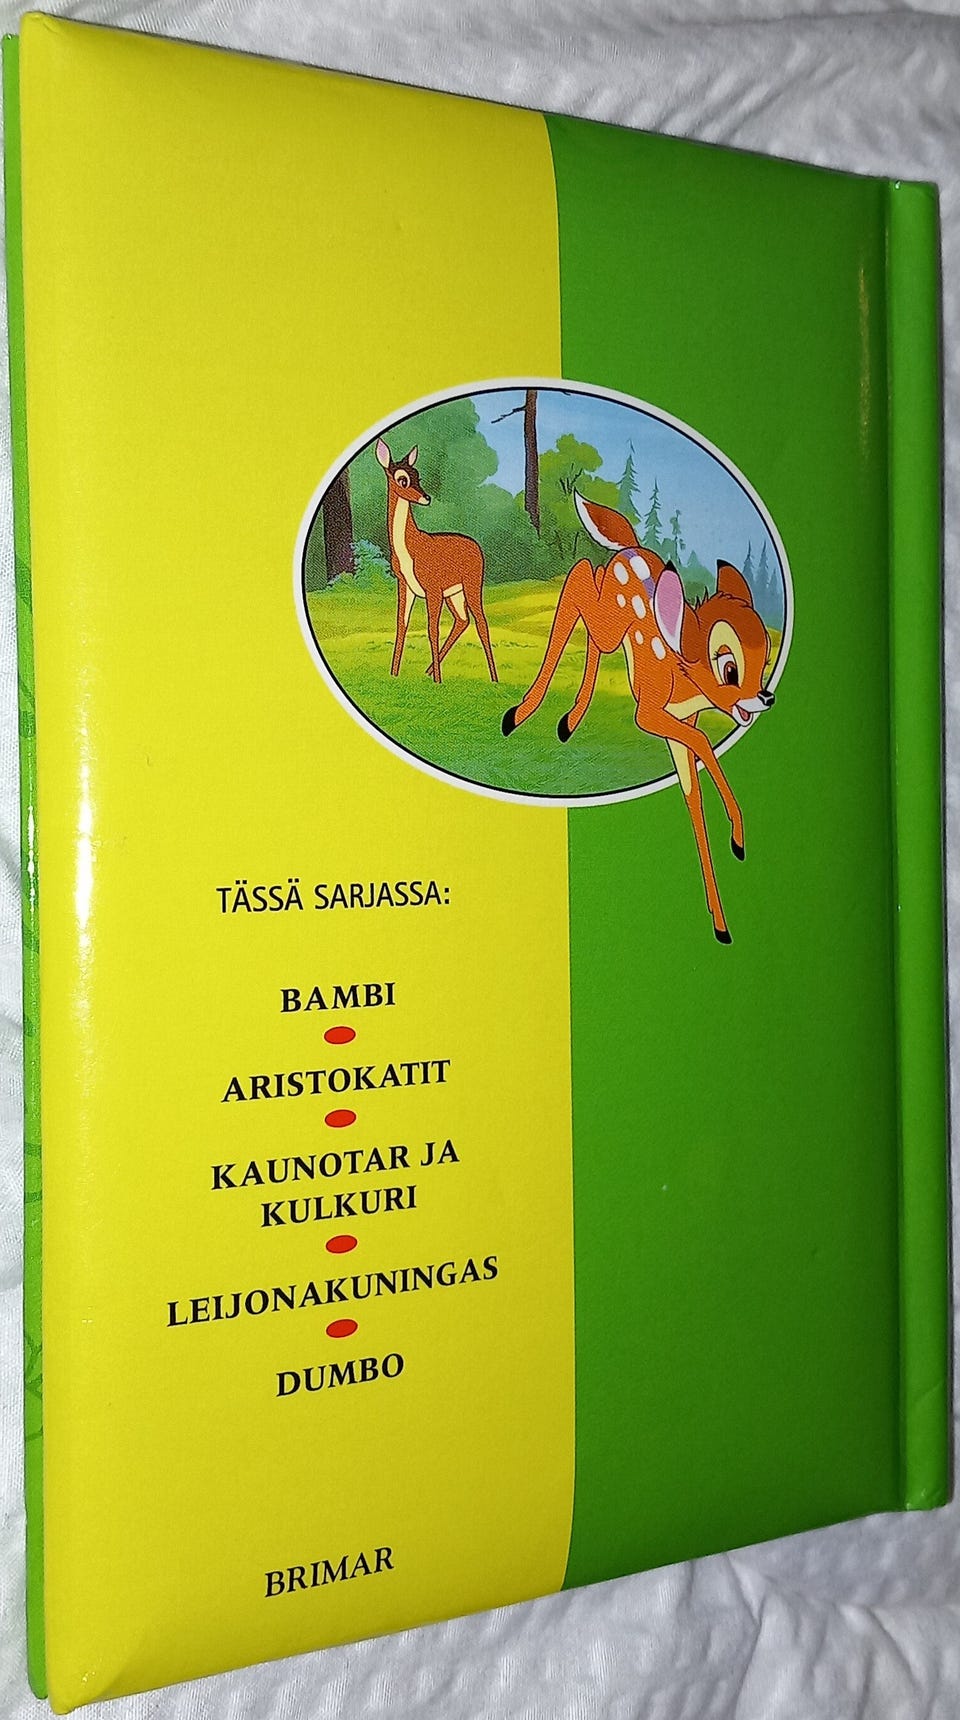 TÄSSÄ SARJASSA:
BAMBI
ARISTOKATIT
KAUNOTAR JA
KULKURI
LEIJONAKUNINGAS
DUMBO
BRIMAR